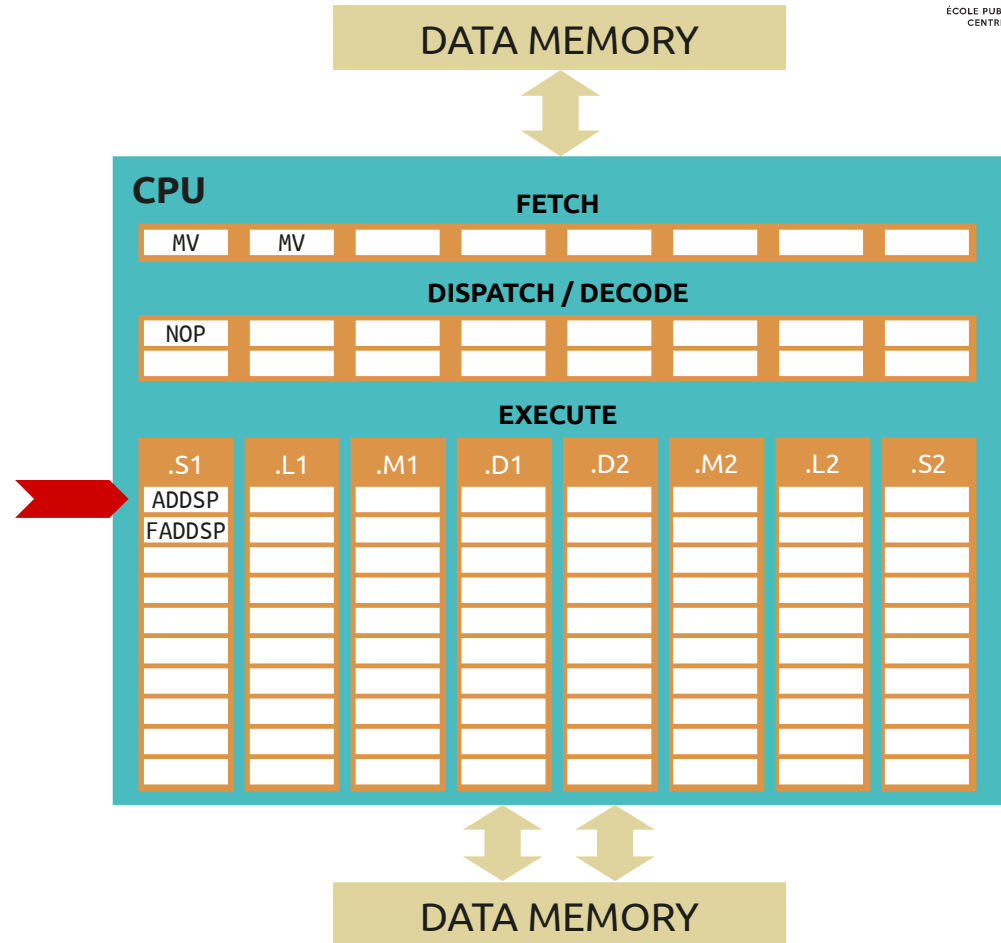 ÉCOLE PUB
CENTR
DATA MEMORY
CPU
FETCH
MV MV
DISPATCH / DECODE
NOP
EXECUTE
.S1 .L1 .M1 .D1 .D2 .M2 .L2 .S2
ADDSP
FADDSP
DATA MEMORY